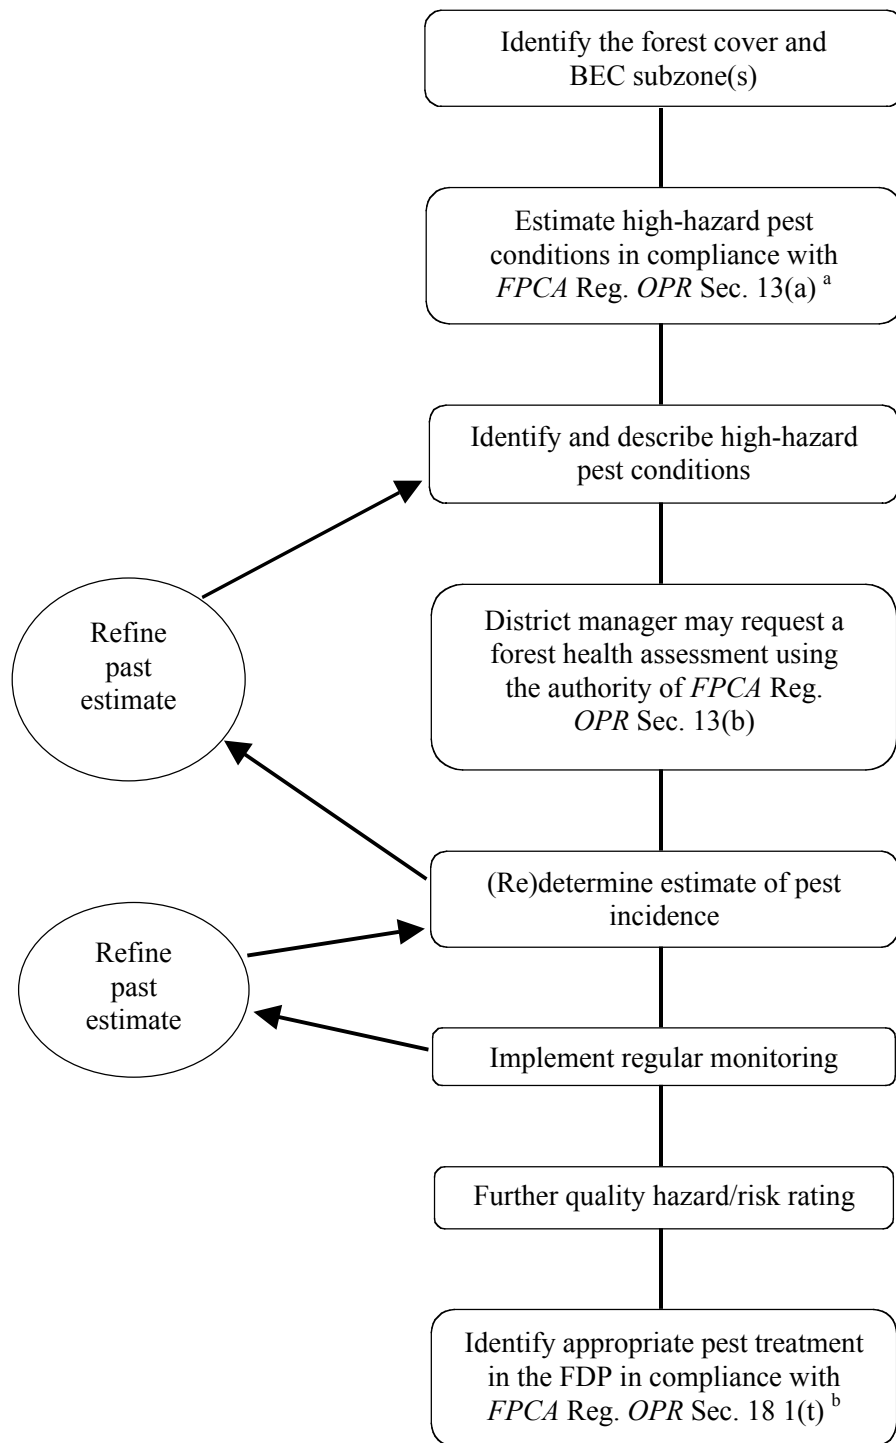 Identify the forest cover and
BEC subzone(s)
Estimate high-hazard pest
conditions in compliance with
FPCA Reg. OPR Sec. 13(a) a
Identify and describe high-hazard
pest conditions
Refine
past
estimate
District manager may request a
forest health assessment using
the authority of FPCA Reg.
OPR Sec. 13(b)
(Re)determine estimate of pest
incidence
Refine
past
estimate
Implement regular monitoring
Further quality hazard/risk rating
Identify appropriate pest treatment
in the FDP in compliance with
FPCA Reg. OPR Sec. 18 1(t) b